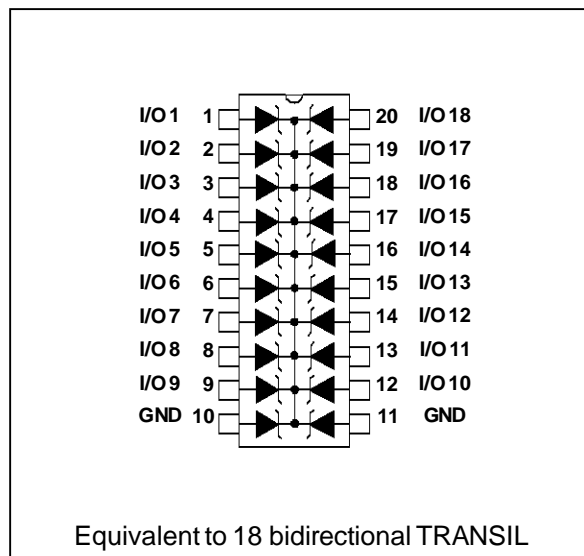 I/O1 1 20 I/O18
I/O2 2 19 I/O17
I/O3 3 18 I/O16
I/O4 4 17 I/O15
I/O5 5 16 I/O14
I/O6 6 15 I/O13
I/O7 7 14 I/O12
I/O8 8 13 I/O11
I/O9 9 12 I/O10
GND 10 11 GND
Equivalent to 18 bidirectional TRANSIL